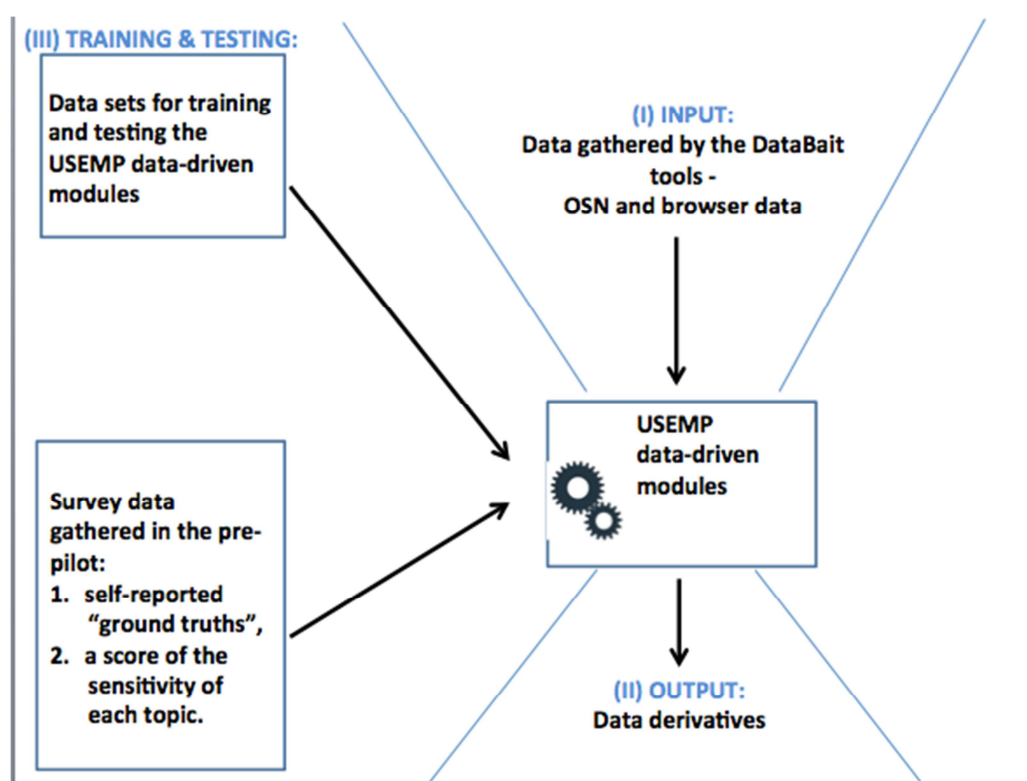 (III) TRAINING & TESTING:
Data sets for training
and testing the
USEMP data-driven
modules
(I) INPUT:
Data gathered by the DataBait
tools -
OSN and browser data
USEMP
data-driven
modules
Survey data
gathered in the pre-
pilot:
1. self-reported
“ground truths”,
2. a score of the
sensitivity of
each topic.
(II) OUTPUT:
Data derivatives